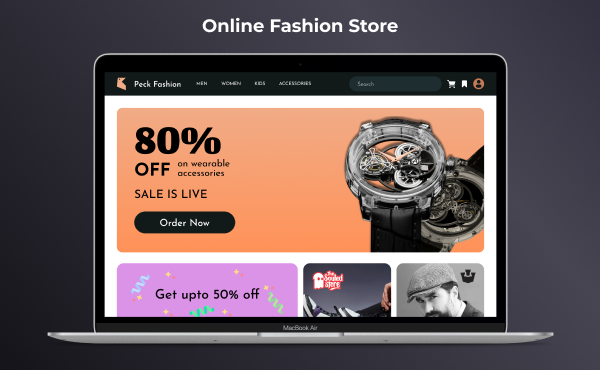 Online Fashion Store
Peck Fashion
MEN
WOMEN
KIDS
ACCESSORIES
Search
80%
OFF
on wearable
accessories
SALE IS LIVE
Order Now
Get upto 50% off
The
Souled
Store
MacBook Air